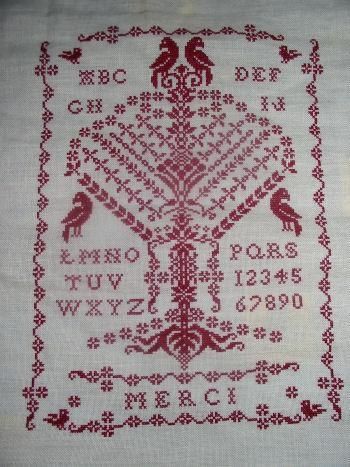 ABC DEF
GH IJ
LMNO PQRS
TUV 12345
WXYZ 67890
MERCI